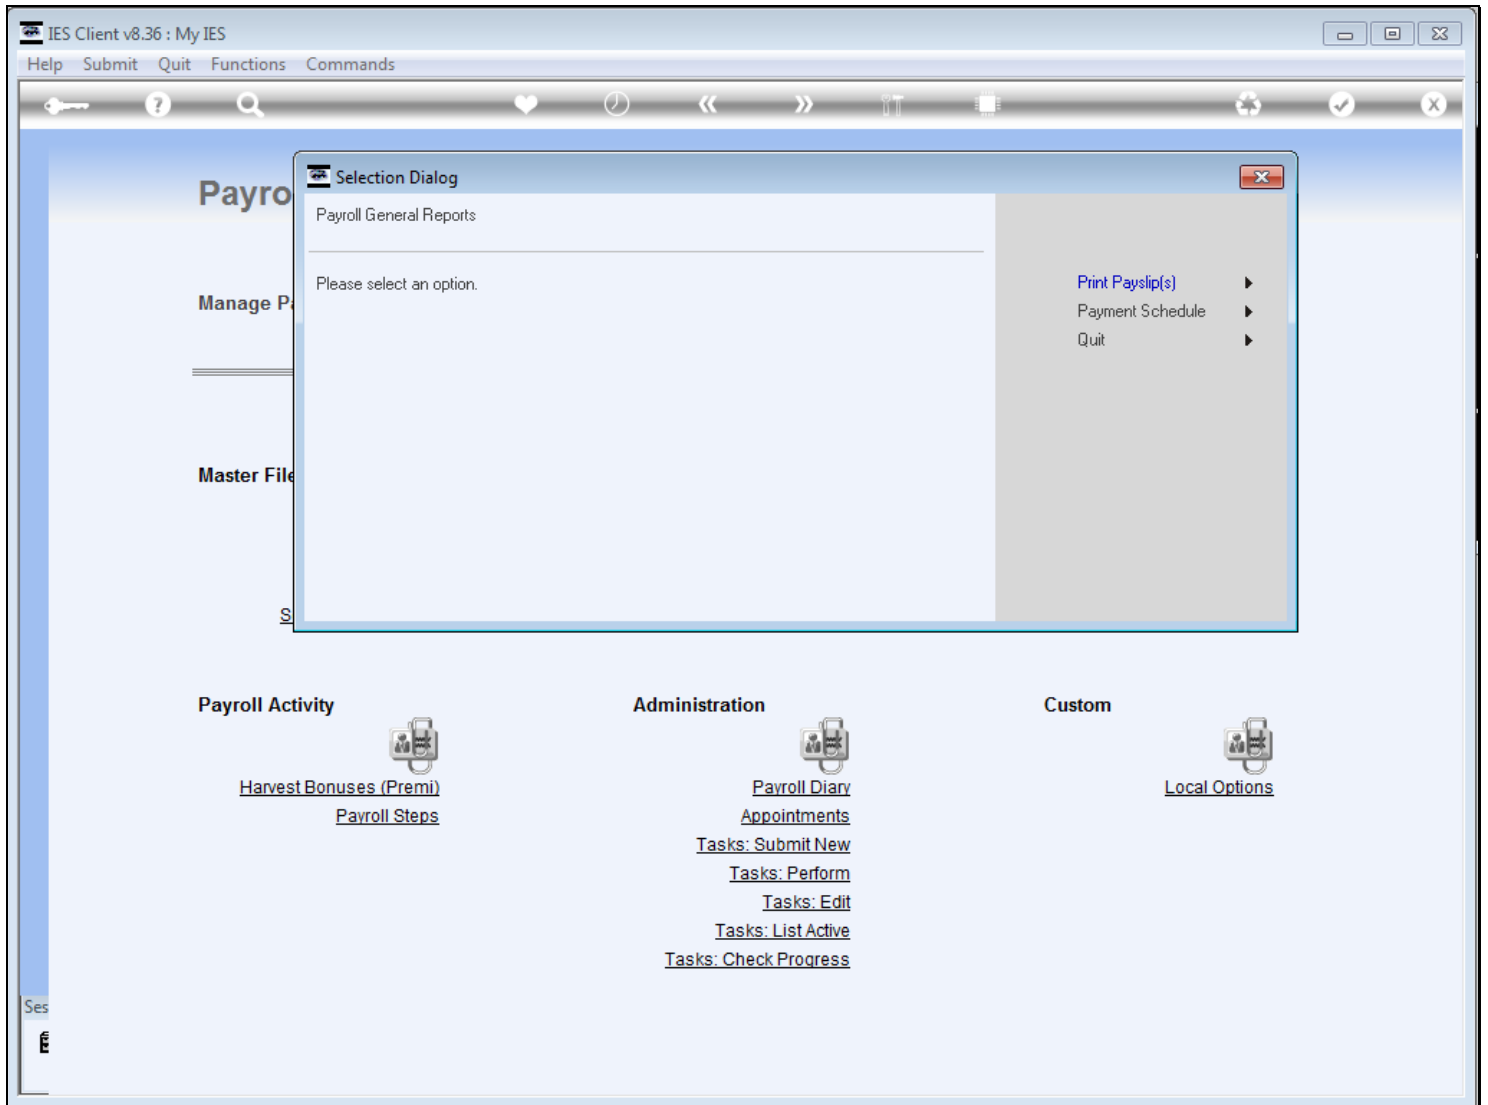 IES Client v8.36 : My IES
Help Submit Quit Functions Commands
Selection Dialog
Payro
Payroll General Reports
Please select an option.
Print Payslip(s)
Manage Pa
Payment Schedule
Quit
Master File
S
Payroll Activity
Administration
Custom
Harvest Bonuses (Premi)
Payroll Diary
Local Options
Payroll Steps
Appointments
Tasks: Submit New
Tasks: Perform
Tasks: Edit
Tasks: List Active
Tasks: Check Progress
Ses